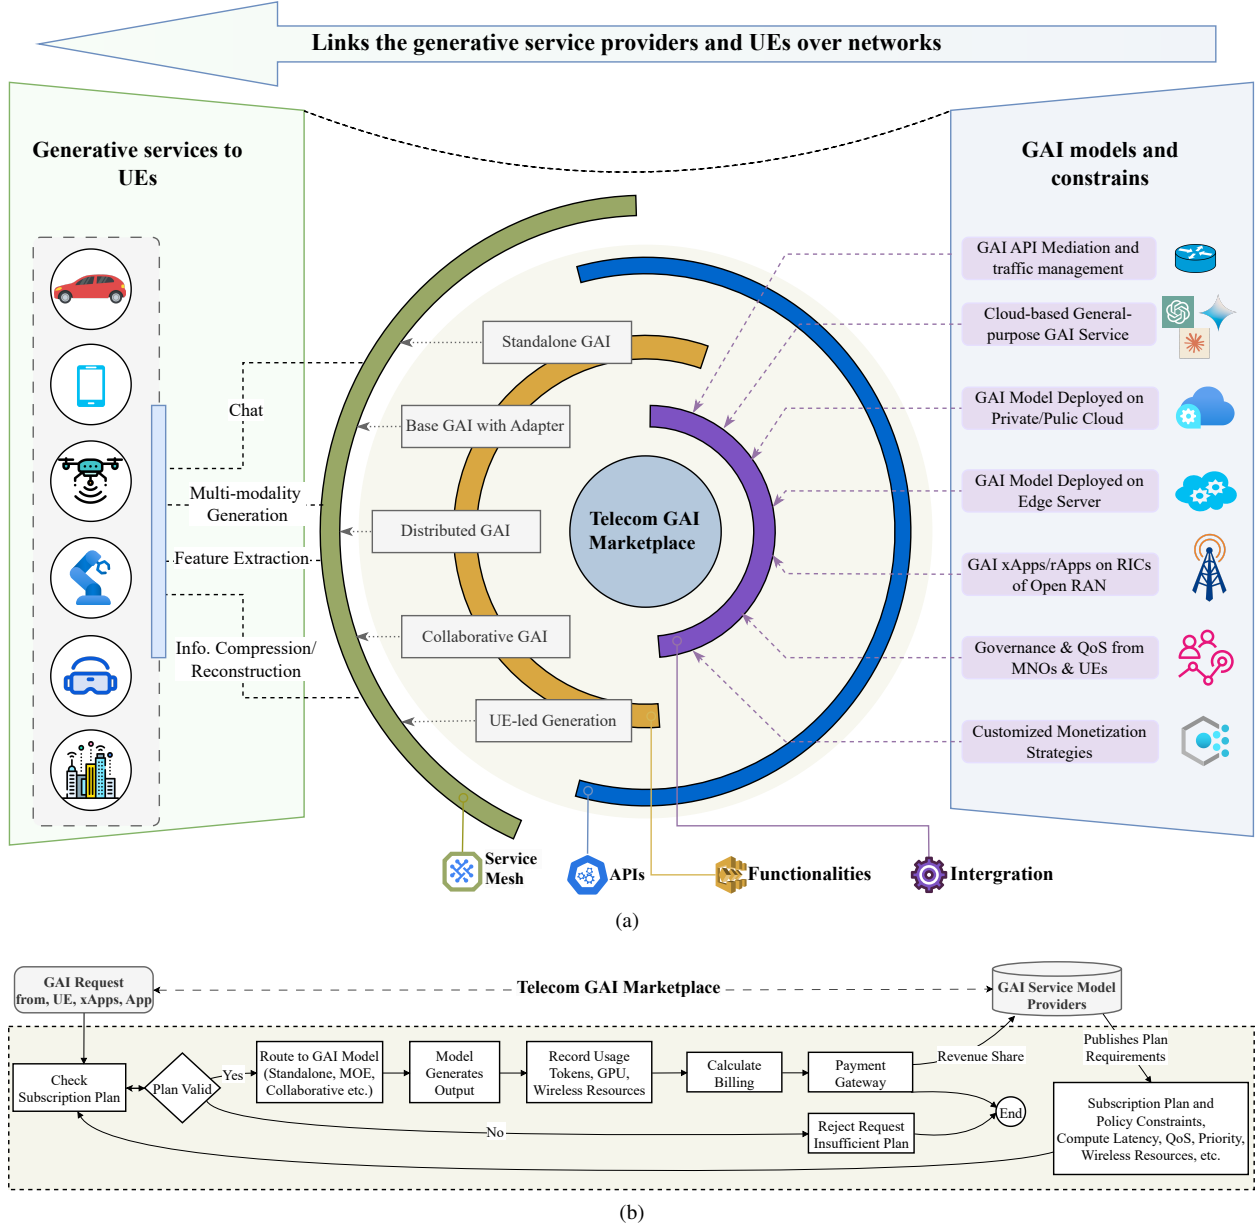 Links the generative service providers and UEs over networks
Generative services to
UEs
GAI models and
constrains
Chat
Multi-modality
Generation
Feature Extraction
Info. Compression/
Reconstruction
Standalone GAI
Base GAI with Adapter
Distributed GAI
Collaborative GAI
UE-led Generation
Telecom GAI
Marketplace
GAI API Mediation and
traffic management
Cloud-based General-
purpose GAI Service
GAI Model Deployed on
Private/Pulic Cloud
GAI Model Deployed on
Edge Server
GAI xApps/rApps on RICs
of Open RAN
Governance & QoS from
MNOs & UEs
Customized Monetization
Strategies
Service
Mesh
APIs
Functionalities
Intergration
(a)
GAI Request
from, UE, xApps, App
Telecom GAI Marketplace
GAI Service Model
Providers
Check
Subscription Plan
Plan Valid
Yes
Route to GAI Model
(Standalone, MOE,
Collaborative etc.)
Model
Generates
Output
Record Usage
Tokens, GPU,
Wireless Resources
Calculate
Billing
Payment
Gateway
Revenue Share
Publishes Plan
Requirements
No
Reject Request
Insufficient Plan
End
Subscription Plan and
Policy Constraints,
Compute Latency, QoS, Priority,
Wireless Resources, etc.
(b)